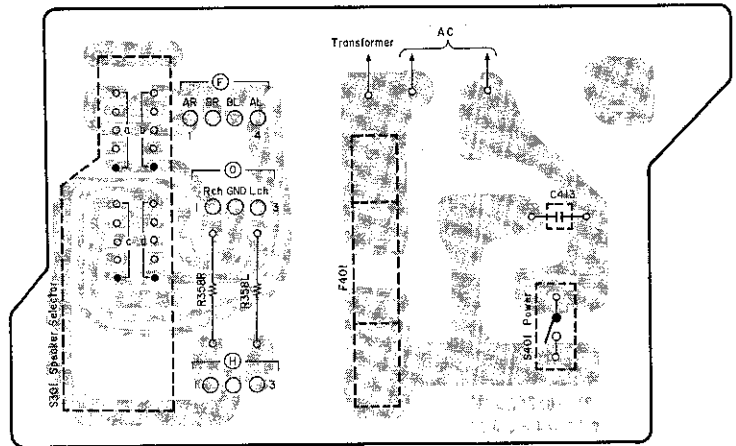 AC
Transformer
F
AR BR BL AL
1 4
a b
O
Rch GND Lch
3
C413
c d
S301 Speaker Selector
R358R
R358L
F401
S401 Power
H
1 3